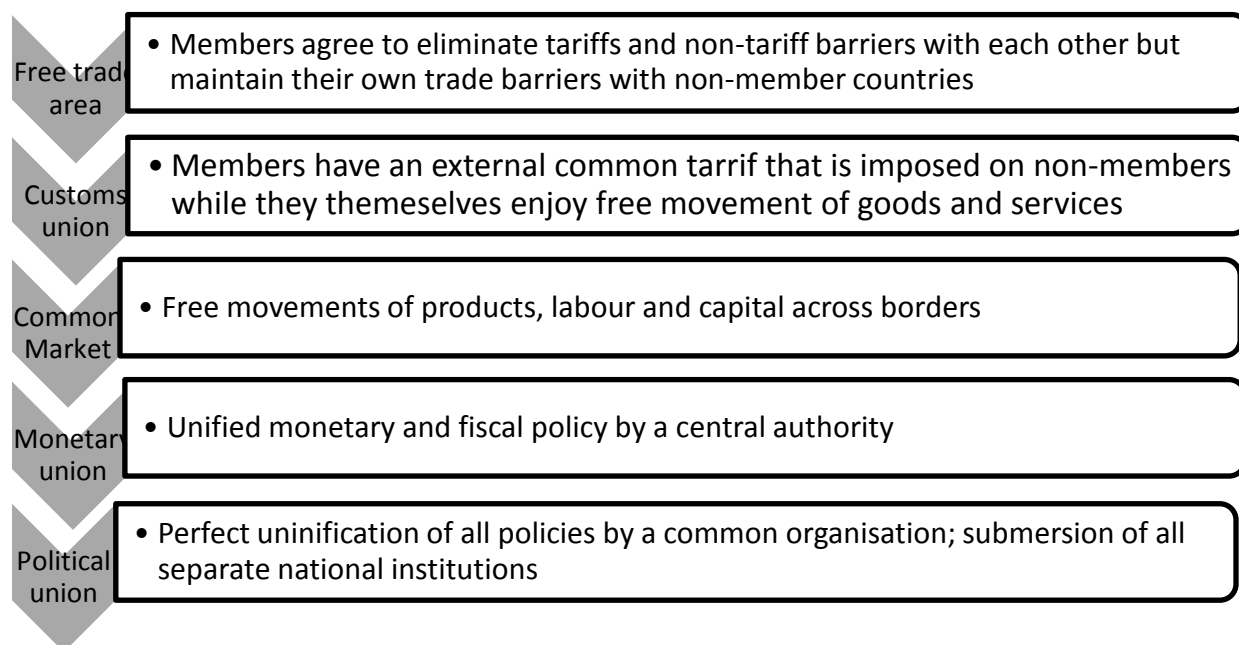 Free trade
area
• Members agree to eliminate tariffs and non-tariff barriers with each other but
maintain their own trade barriers with non-member countries
Customs
union
• Members have an external common tarrif that is imposed on non-members
while they themeselves enjoy free movement of goods and services
Common
Market
• Free movements of products, labour and capital across borders
Monetary
union
• Unified monetary and fiscal policy by a central authority
Political
union
• Perfect uninification of all policies by a common organisation; submersion of all
separate national institutions